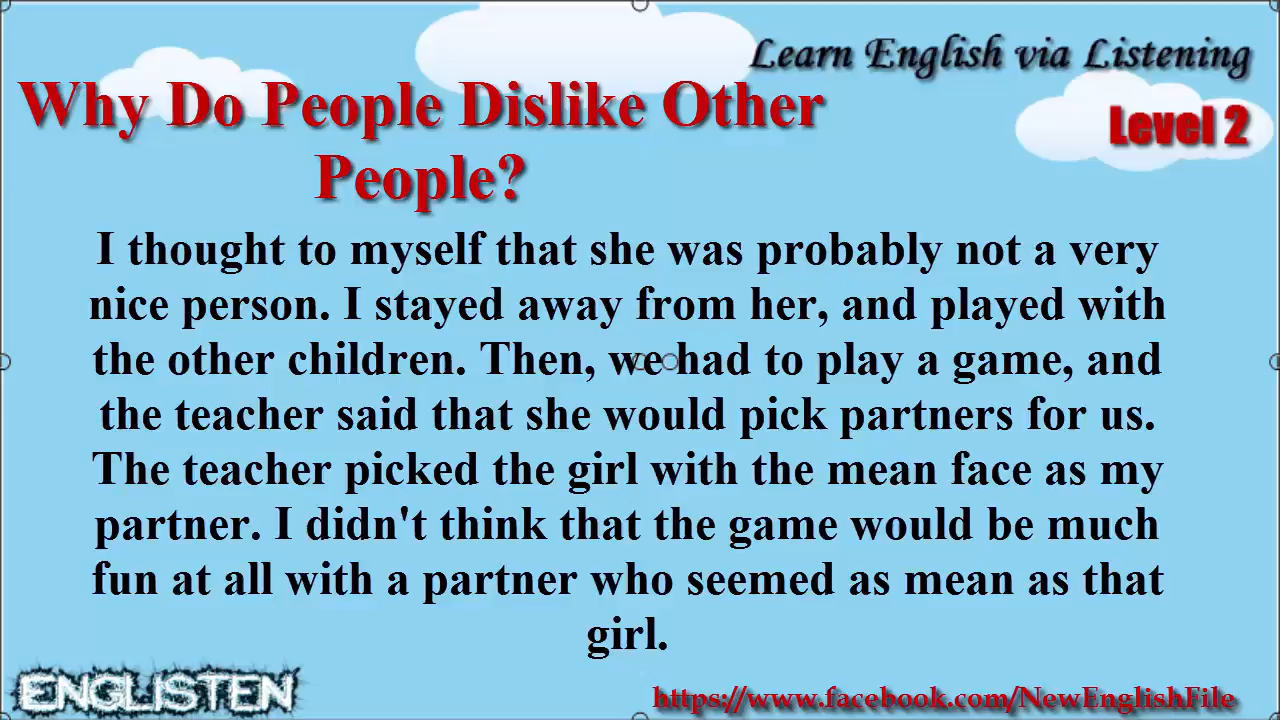 Learn English via Listening
Level 2
Why Do People Dislike Other
People?
I thought to myself that she was probably not a very
nice person. I stayed away from her, and played with
the other children. Then, we had to play a game, and
the teacher said that she would pick partners for us.
The teacher picked the girl with the mean face as my
partner. I didn't think that the game would be much
fun at all with a partner who seemed as mean as that
girl.
ENGLISTEN
https://www.facebook.com/NewEnglishFile